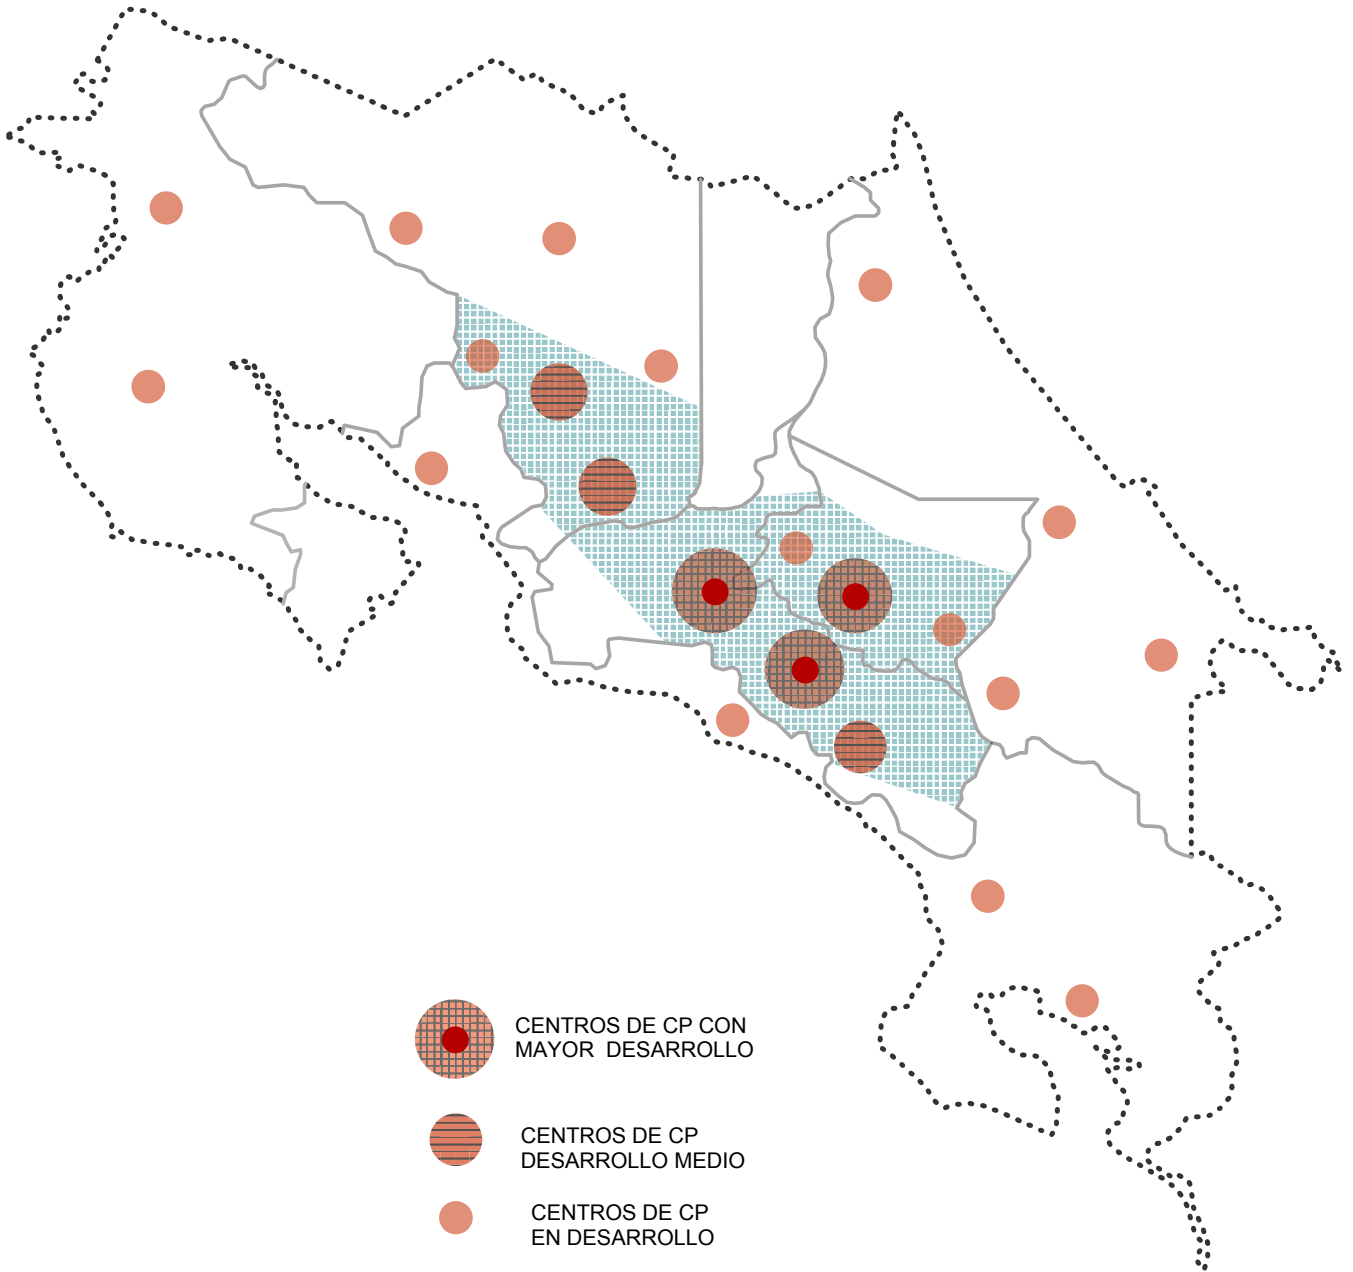 CENTROS DE CP CON
MAYOR DESARROLLO
CENTROS DE CP
DESARROLLO MEDIO
CENTROS DE CP
EN DESARROLLO